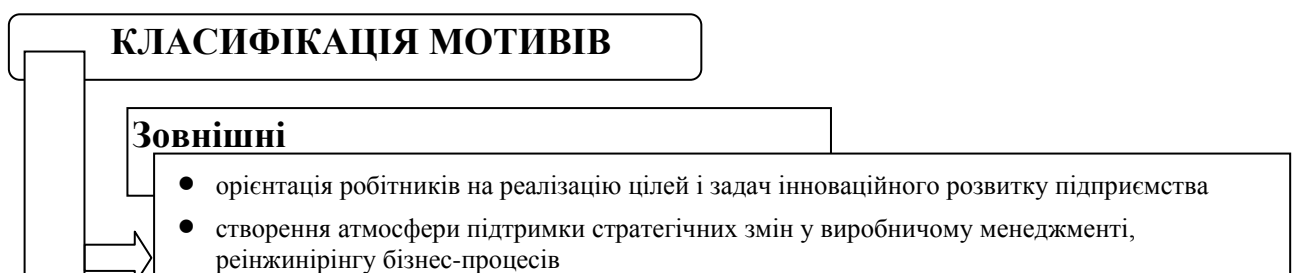 КЛАСИФІКАЦІЯ МОТИВІВ
Зовнішні
● орієнтація робітників на реалізацію цілей і задач інноваційного розвитку підприємства
● створення атмосфери підтримки стратегічних змін у виробничому менеджменті,
реінжинірінгу бізнес-процесів